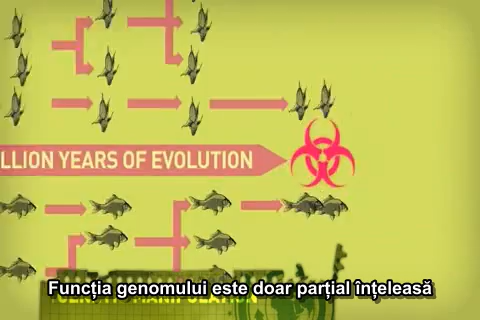 LLION YEARS OF EVOLUTION
Funcția genomului este doar parțial înțeleasă